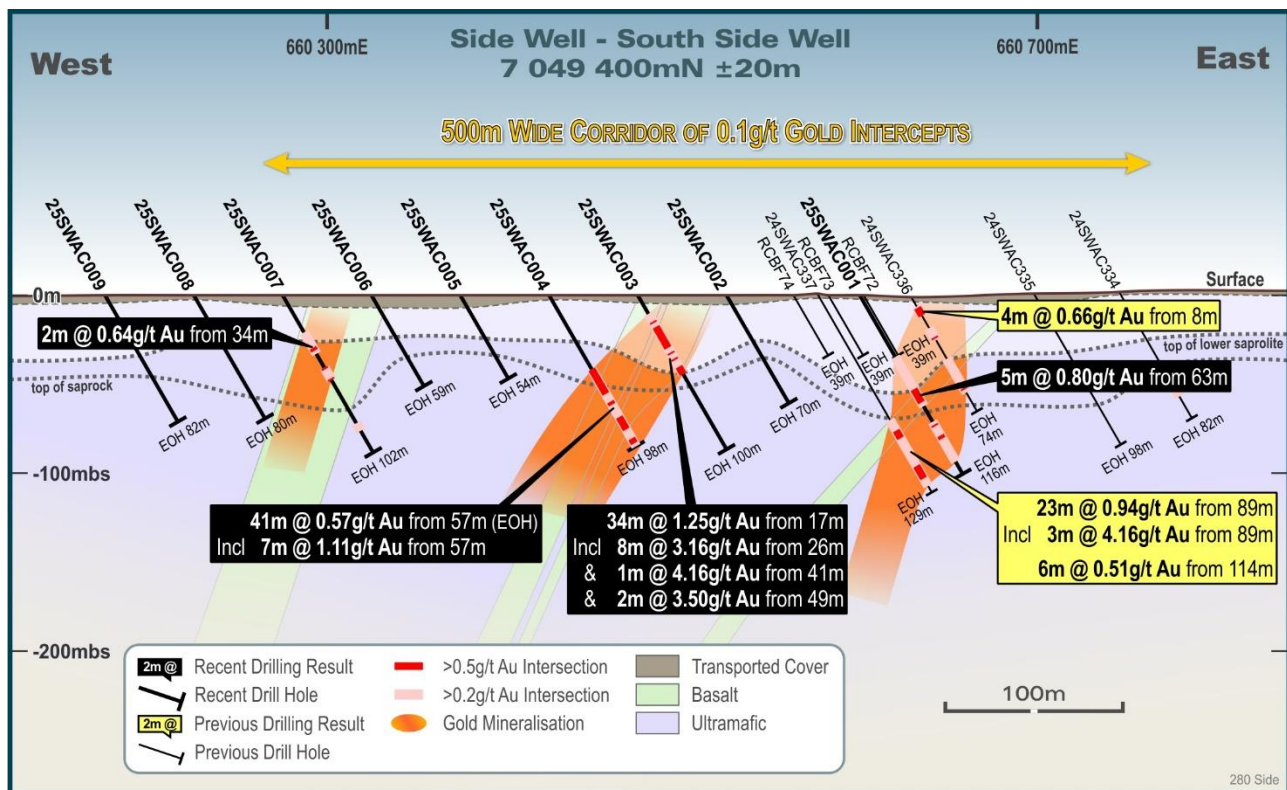 West
660 300mE
Side Well - South Side Well
7 049 400mN ±20m
660 700mE
East
500m WIDE CORRIDOR OF 0.1g/t GOLD INTERCEPTS
25SWAC009
25SWAC008
25SWAC007
25SWAC006
25SWAC005
25SWAC004
25SWAC003
25SWAC002
RCBF74
24SWAC337
RCBF73
25SWAC001
RCBF72
24SWAC336
24SWAC335
24SWAC334
Surface
0m
2m @ 0.64g/t Au from 34m
4m @ 0.66g/t Au from 8m
top of lower saprolite
top of saprock
5m @ 0.80g/t Au from 63m
EOH 82m
EOH 80m
EOH 102m
EOH 59m
EOH 54m
EOH 98m
EOH 100m
EOH 70m
EOH 39m
EOH 39m
EOH 39m
EOH 74m
EOH 116m
EOH 129m
EOH 98m
EOH 82m
-100mbs
41m @ 0.57g/t Au from 57m (EOH)
Incl 7m @ 1.11g/t Au from 57m
34m @ 1.25g/t Au from 17m
Incl 8m @ 3.16g/t Au from 26m
& 1m @ 4.16g/t Au from 41m
& 2m @ 3.50g/t Au from 49m
23m @ 0.94g/t Au from 89m
Incl 3m @ 4.16g/t Au from 89m
6m @ 0.51g/t Au from 114m
-200mbs
2m @ Recent Drilling Result
Recent Drill Hole
2m @ Previous Drilling Result
Previous Drill Hole
>0.5g/t Au Intersection
>0.2g/t Au Intersection
Gold Mineralisation
Transported Cover
Basalt
Ultramafic
100m
280 Side